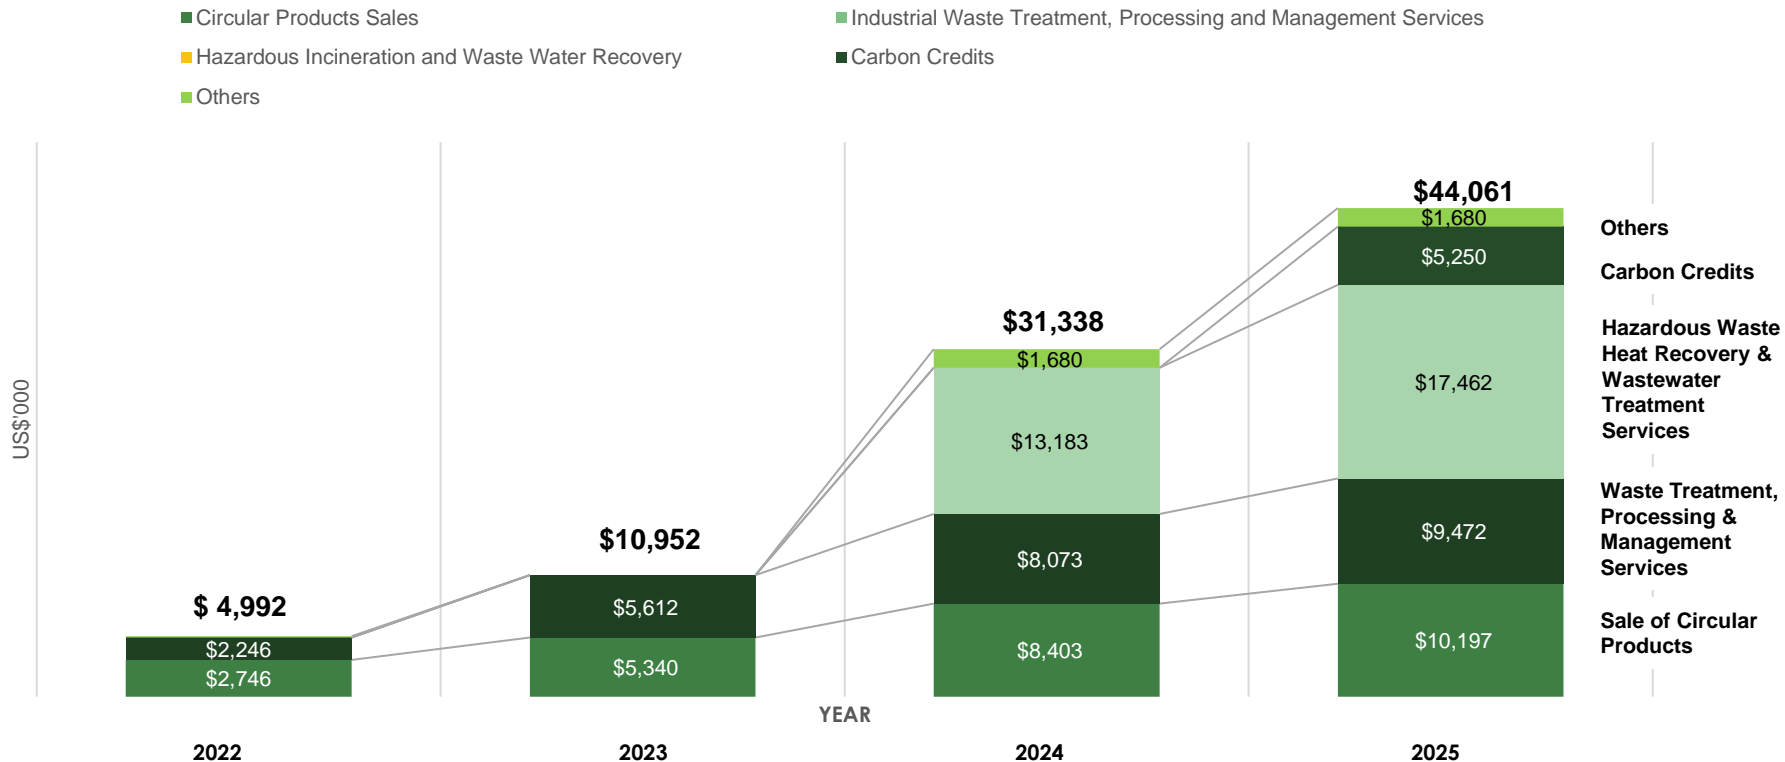 Circular Products Sales
Industrial Waste Treatment, Processing and Management Services
Hazardous Incineration and Waste Water Recovery
Carbon Credits
Others
US$'000
$ 4,992
$2,246
$2,746
$10,952
$5,612
$5,340
$31,338
$1,680
$13,183
$8,073
$8,403
$44,061
$1,680
$5,250
$17,462
$9,472
$10,197
Others
Carbon Credits
Hazardous Waste
Heat Recovery &
Wastewater
Treatment
Services
Waste Treatment,
Processing &
Management
Services
Sale of Circular
Products
YEAR
2022
2023
2024
2025